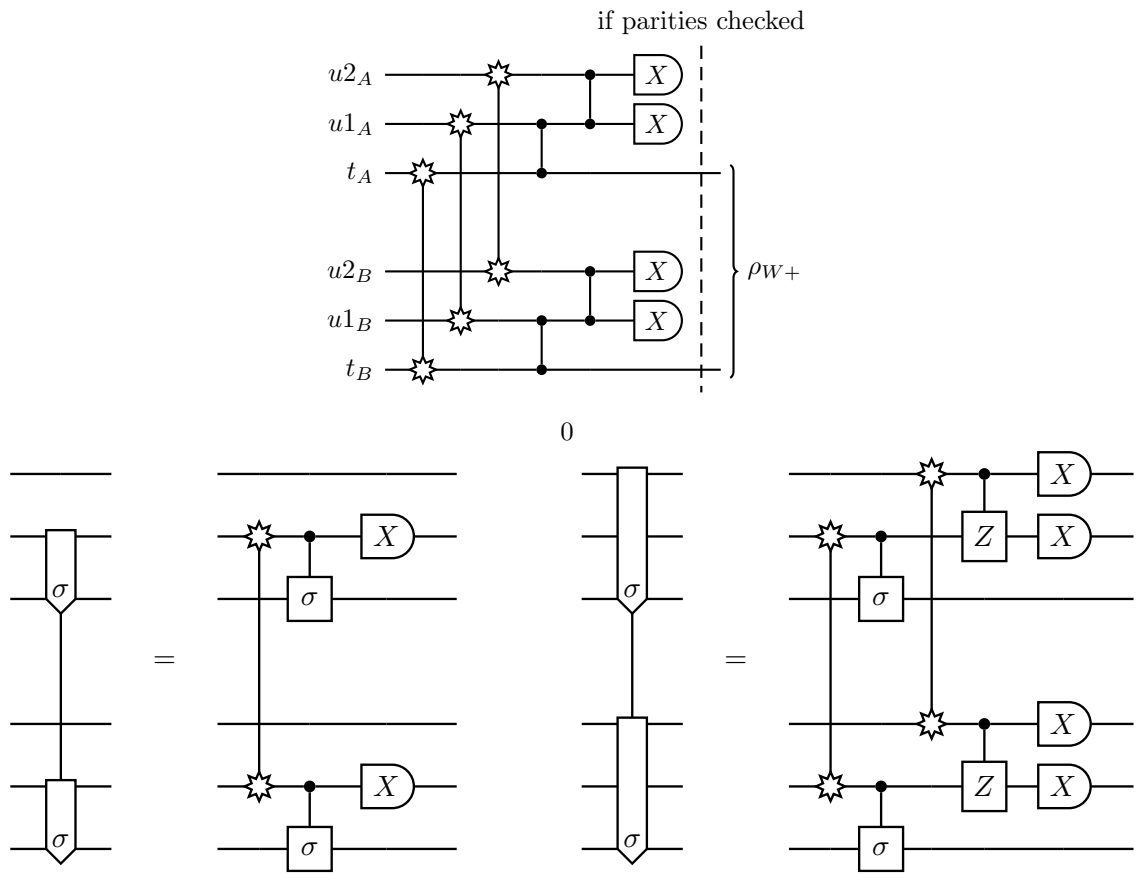 if parities checked
u2_A
X
u1_A
X
t_A
ρ_{W+}
u2_B
X
u1_B
X
t_B
0
X
X
Z
X
σ
σ
σ
σ
=
=
X
X
Z
X
σ
σ
σ
σ